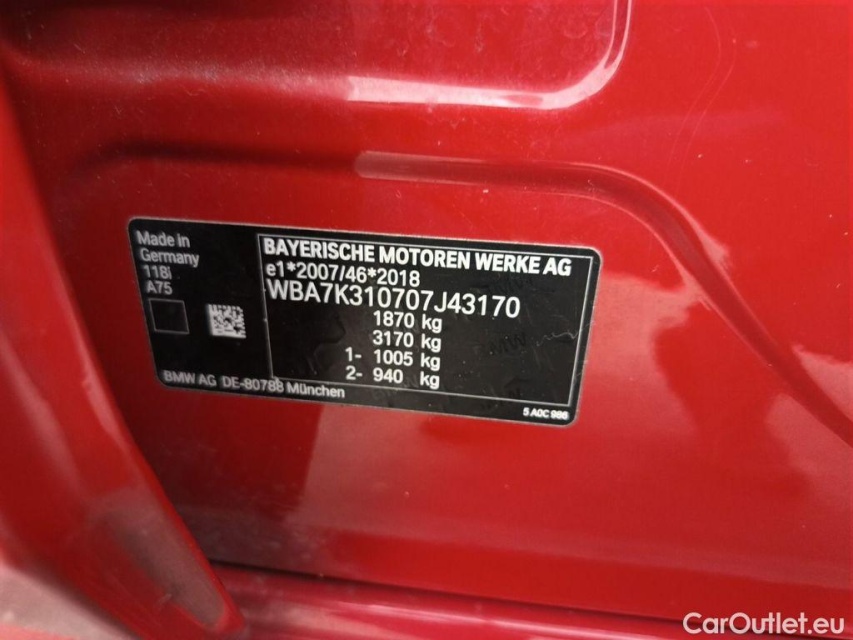 Made in
Germany
118i
A75
BAYERISCHE MOTOREN WERKE AG
e1*2007/46*2018
WBA7K310707J43170
1870 kg
3170 kg
1- 1005 kg
2- 940 kg
BMW AG DE-80788 München
5 A0C 986
CarOutlet.eu